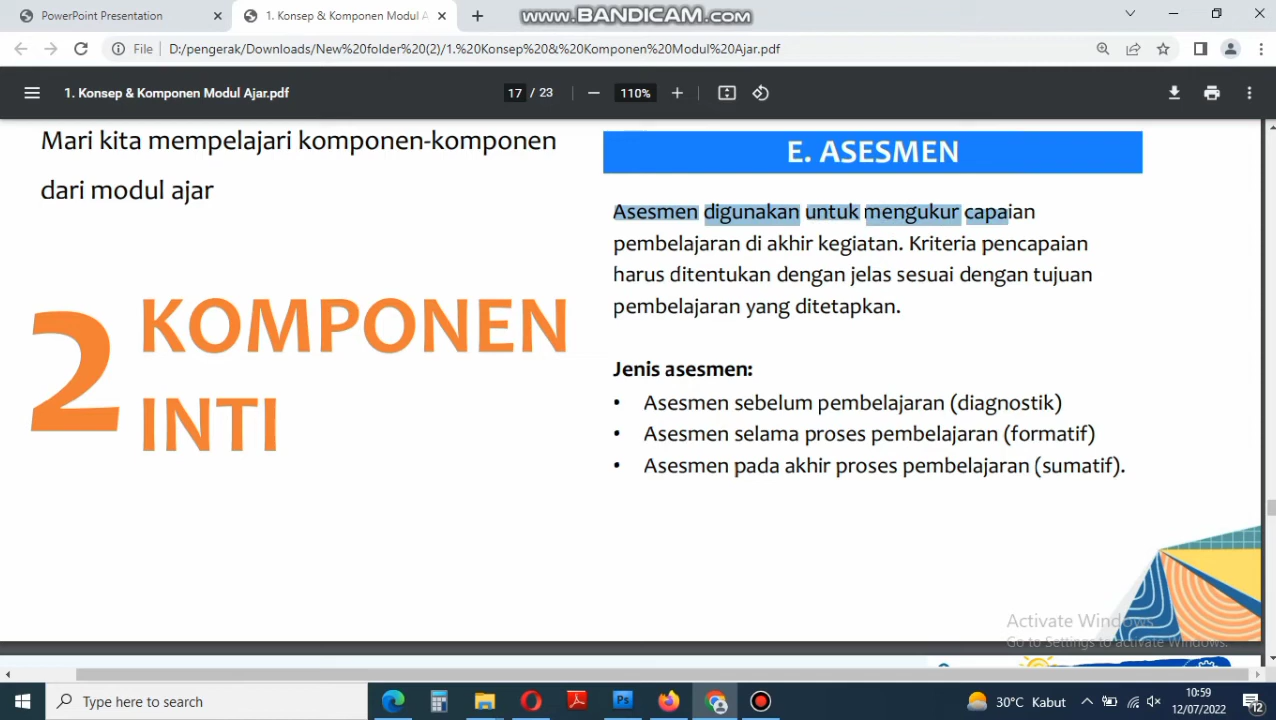 PowerPoint Presentation
1. Konsep & Komponen Modul A
www.BANDICAM.com
File
D:/pengerak/Downloads/New%20folder%20(2)/1.%20Konsep%20&%20Komponen%20Modul%20Ajar.pdf
1. Konsep & Komponen Modul Ajar.pdf
17 / 23
110%
Mari kita mempelajari komponen-komponen
dari modul ajar
2 KOMPONEN
INTI
E. ASESMEN
Asesmen digunakan untuk mengukur capaian
pembelajaran di akhir kegiatan. Kriteria pencapaian
harus ditentukan dengan jelas sesuai dengan tujuan
pembelajaran yang ditetapkan.
Jenis asesmen:
• Asesmen sebelum pembelajaran (diagnostik)
• Asesmen selama proses pembelajaran (formatif)
• Asesmen pada akhir proses pembelajaran (sumatif).
Activate Windows
Go to Settings to activate Windows.
Type here to search
Ps
30°C Kabut
10:59
12/07/2022
12